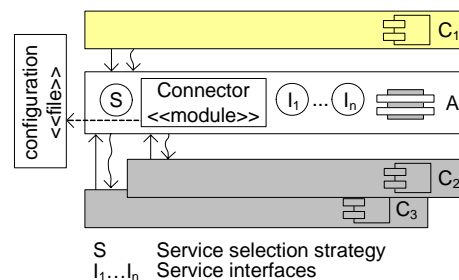 C1
configuration
<<file>>
S
Connector
<<module>>
I1 ... In
A
C2
C3
S Service selection strategy
I1...In Service interfaces